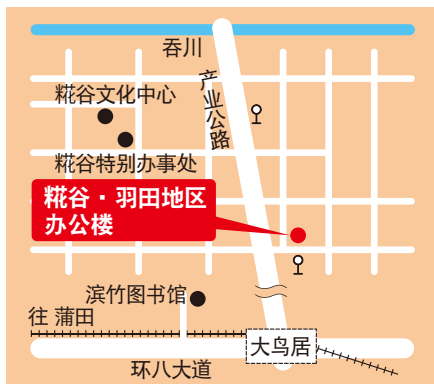 吞川
产业公路
糀谷文化中心
糀谷特别办事处
糀谷・羽田地区
办公楼
滨竹图书馆
往 蒲田
大鸟居
环八大道